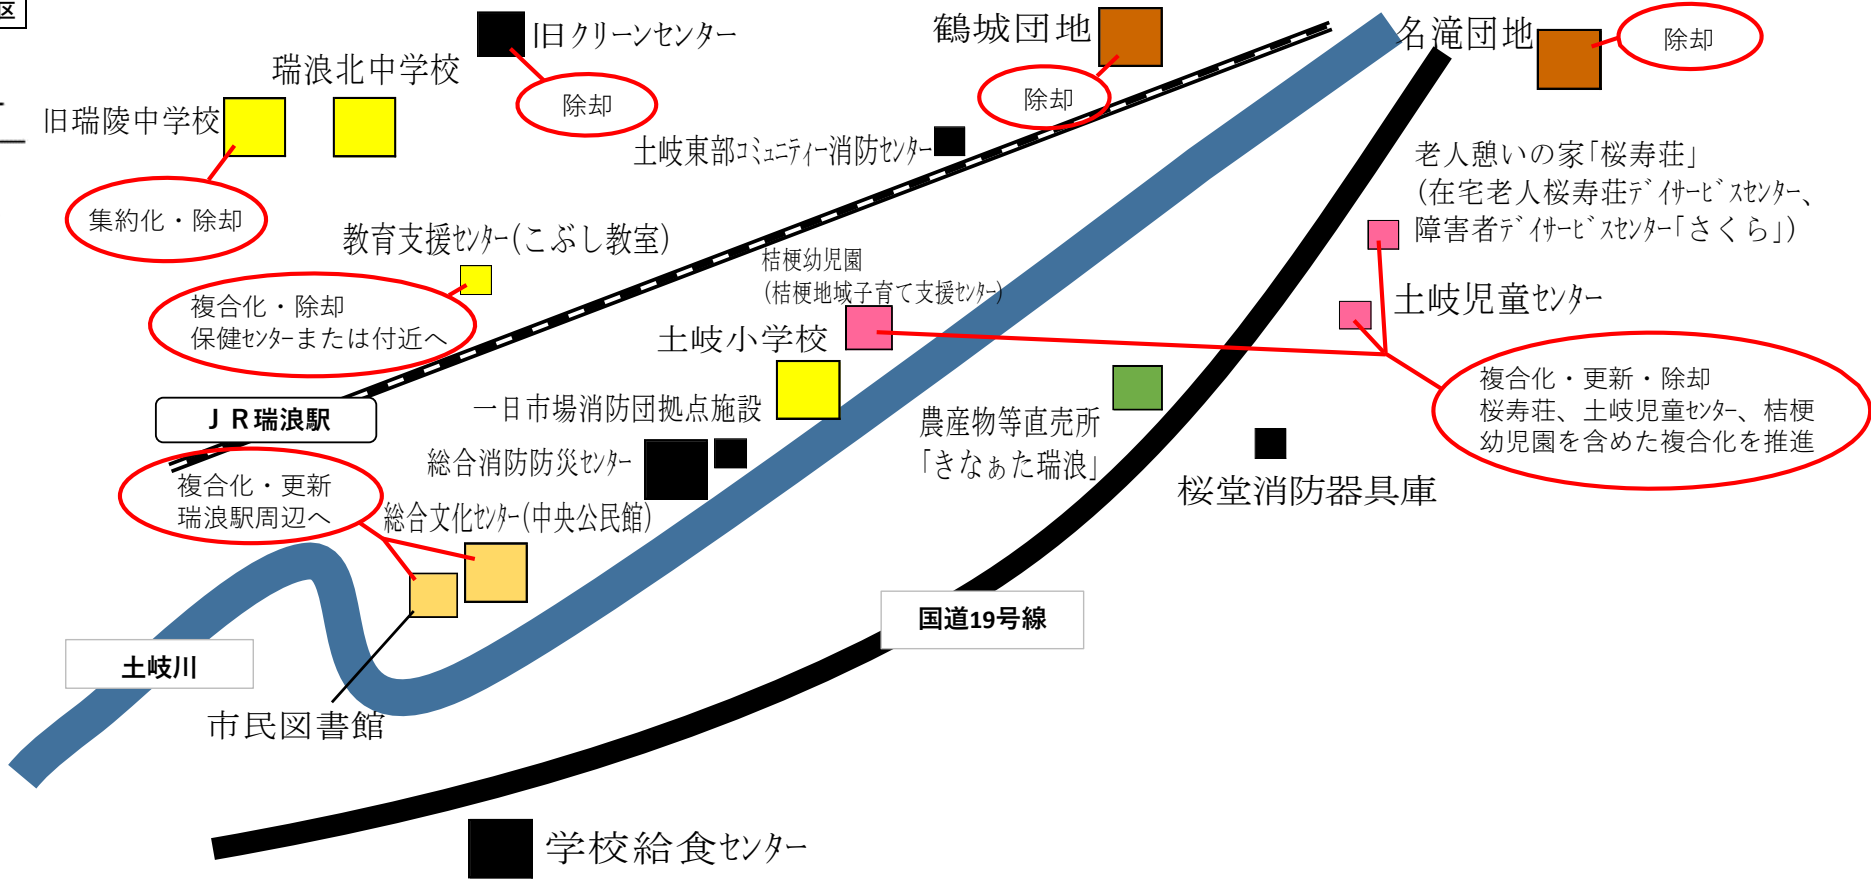 区
旧クリーンセンター
鶴城団地
名滝団地
除却
瑞浪北中学校
除却
除却
旧瑞陵中学校
土岐東部コミュニティー消防センター
老人憩いの家「桜寿荘」
(在宅老人桜寿荘デイサービスセンター、
障害者デイサービスセンター「さくら」)
集約化・除却
教育支援センター(こぶし教室)
桔梗幼児園
(桔梗地域子育て支援センター)
複合化・除却
保健センターまたは付近へ
土岐児童センター
土岐小学校
複合化・更新・除却
桜寿荘、土岐児童センター、桔梗
幼児園を含めた複合化を推進
JR瑞浪駅
一日市場消防団拠点施設
農産物等直売所
「きなぁた瑞浪」
総合消防防災センター
桜堂消防器具庫
複合化・更新
瑞浪駅周辺へ
総合文化センター(中央公民館)
国道19号線
土岐川
市民図書館
学校給食センター